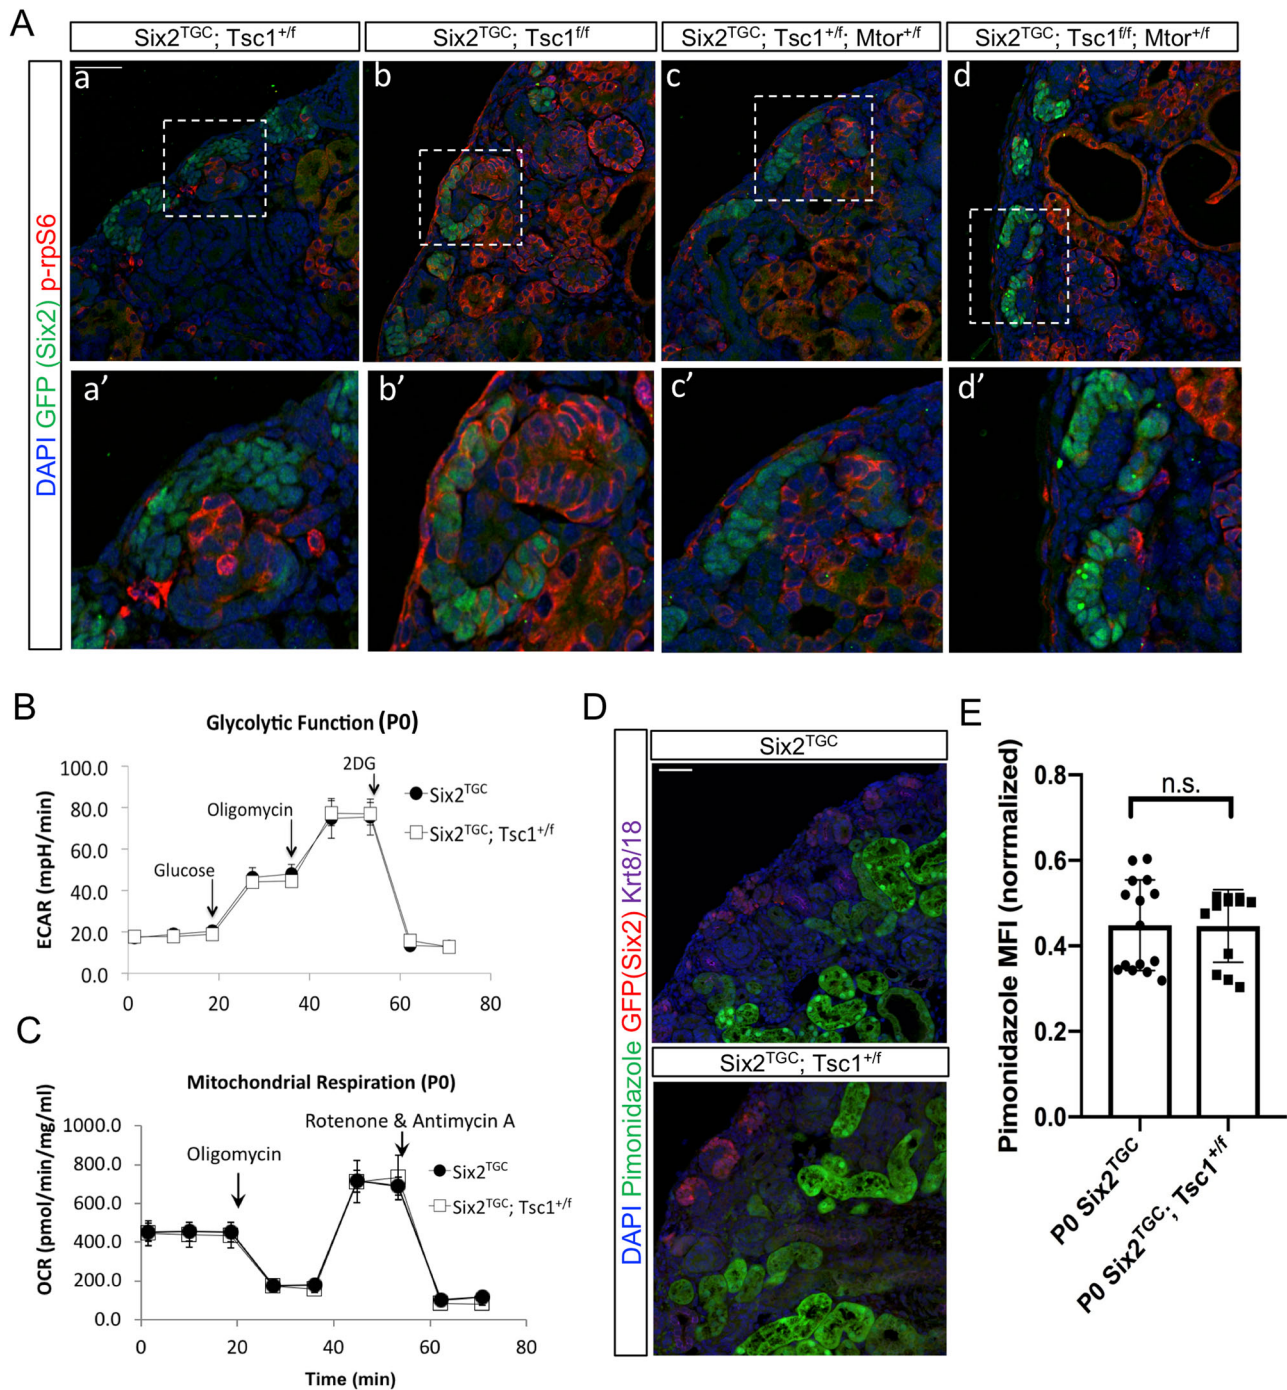 A
Six2TGC; Tsc1+/f
Six2TGC; Tsc1f/f
Six2TGC; Tsc1+/f; Mtor+/f
Six2TGC; Tsc1f/f; Mtor+/f
DAPI GFP (Six2) p-rpS6
a
b
c
d
a’
b’
c’
d’
B
Glycolytic Function (P0)
ECAR (mpH/min)
100.0
80.0
60.0
40.0
20.0
0.0
Glucose
Oligomycin
2DG
Six2TGC
Six2TGC; Tsc1+/f
0
20
40
60
80
C
Mitochondrial Respiration (P0)
OCR (pmol/min/mg/ml)
1000.0
800.0
600.0
400.0
200.0
0.0
Oligomycin
Rotenone & Antimycin A
Six2TGC
Six2TGC; Tsc1+/f
0
20
40
60
80
Time (min)
D
DAPI Pimonidazole GFP(Six2) Krt8/18
Six2TGC
Six2TGC; Tsc1+/f
E
Pimonidazole MFI (norrmalized)
0.8
0.6
0.4
0.2
0.0
n.s.
P0 Six2TGC
P0 Six2TGC; Tsc1+/f